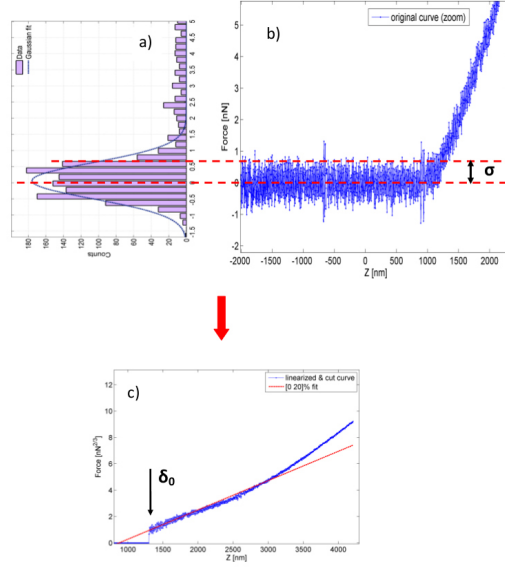 a)
Data
Gaussian fit
5
4.5
4
3.5
3
2.5
2
1.5
1
0.5
0
-0.5
-1
-1.5
180 160 140 120 100 80 60 40 20 0
Counts
b)
original curve (zoom)
Force [nN]
5
4
3
2
1
0
-1
2
σ
-2000 -1500 -1000 -500 0 500 1000 1500 2000
Z [nm]
c)
linearized & cut curve
[0 20]% fit
Force [nN^2/3]
12
10
8
6
4
2
0
δ₀
1000 1500 2000 2500 3000 3500 4000
Z [nm]